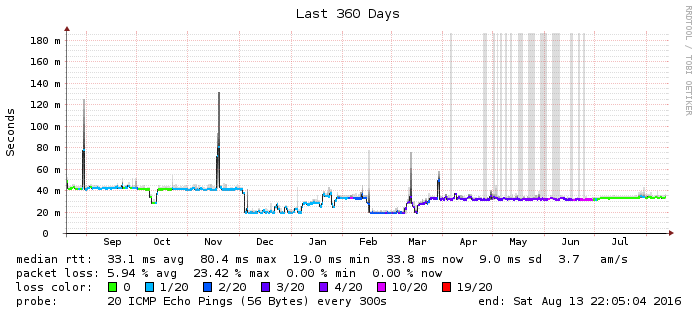 Last 360 Days
RRDTOOL / TOBI OETIKER
Seconds
180 m
160 m
140 m
120 m
100 m
80 m
60 m
40 m
20 m
0
Sep Oct Nov Dec Jan Feb Mar Apr May Jun Jul
median rtt: 33.1 ms avg 80.4 ms max 19.0 ms min 33.8 ms now 9.0 ms sd 3.7 am/s
packet loss: 5.94 % avg 23.42 % max 0.00 % min 0.00 % now
loss color: 0 1/20 2/20 3/20 4/20 10/20 19/20
probe: 20 ICMP Echo Pings (56 Bytes) every 300s end: Sat Aug 13 22:05:04 2016